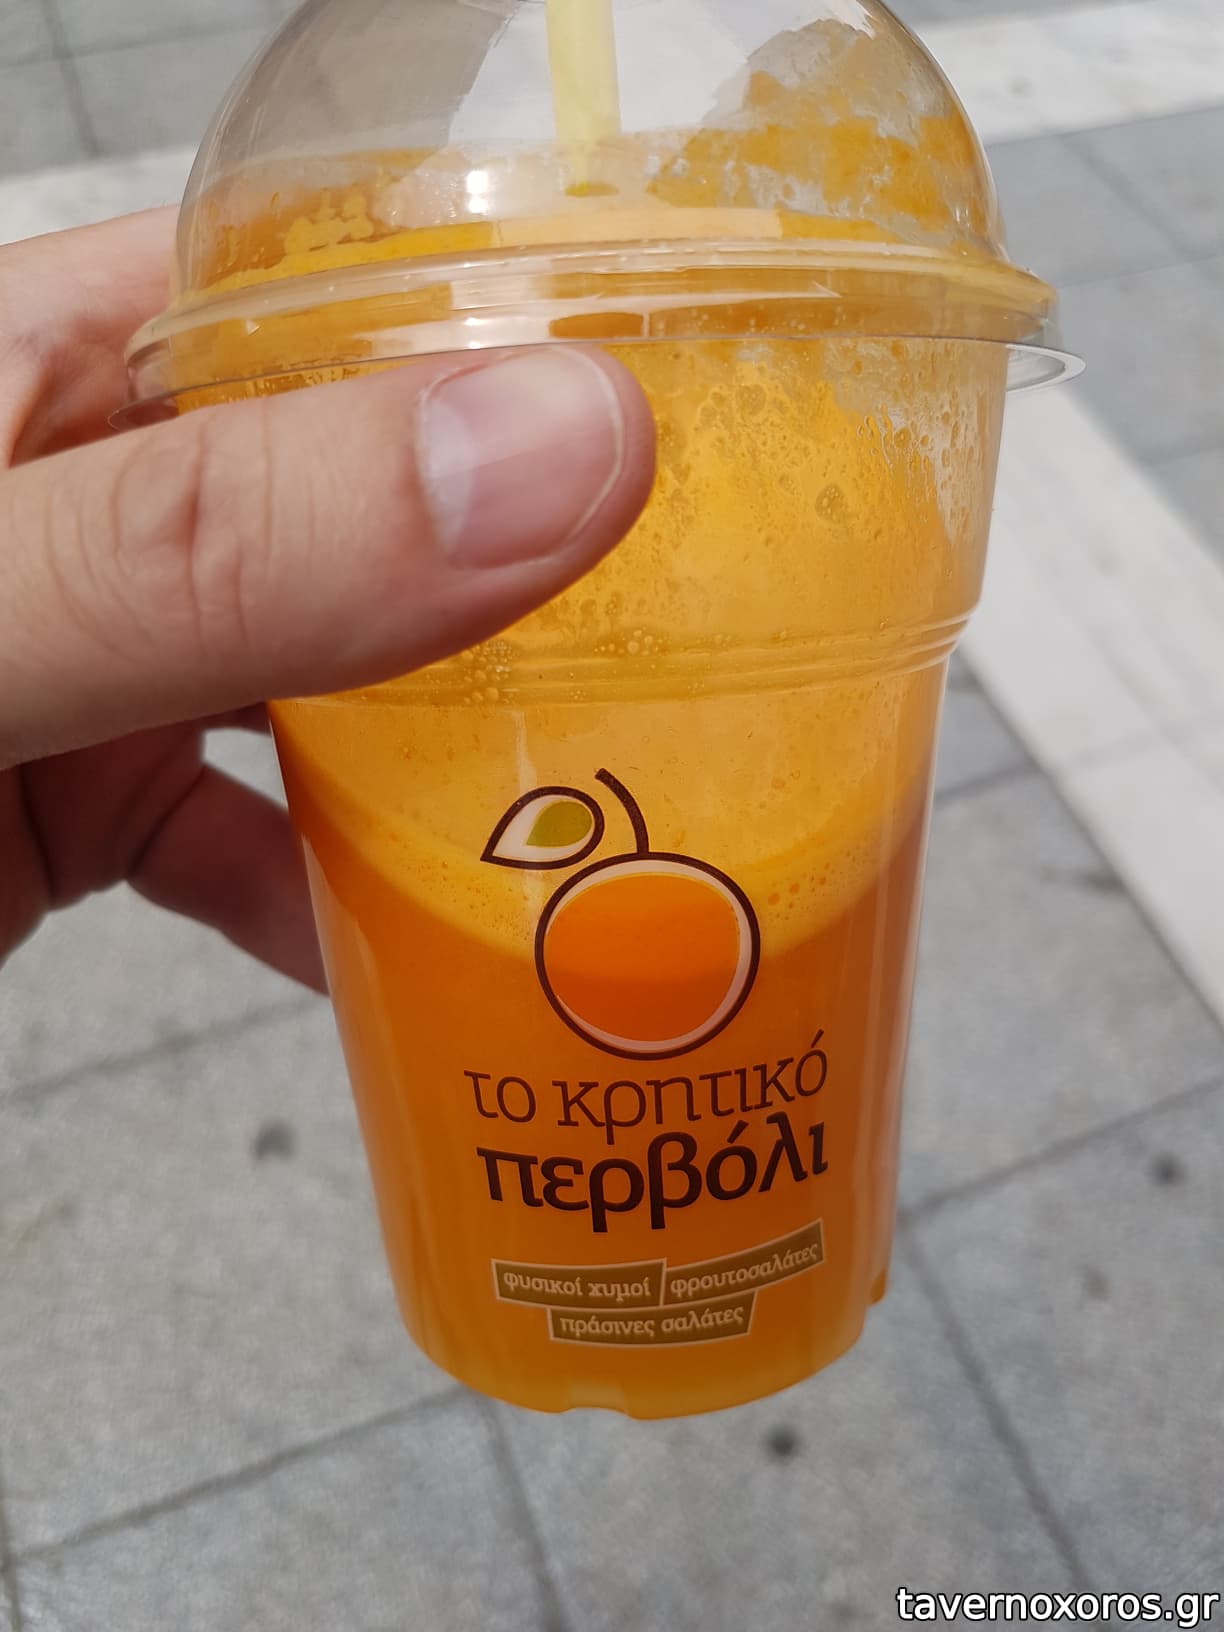 το κρητικό
περβόλι
φυσικοί χυμοί φρουτοσαλάτες
πράσινες σαλάτες
tavernoxoros.gr